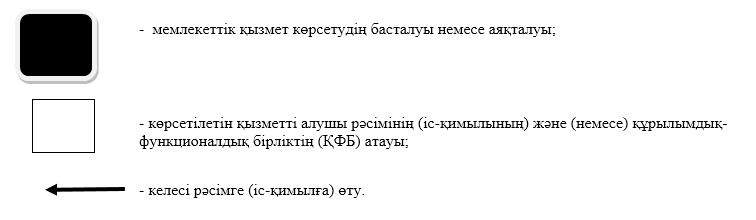 - мемлекеттік қызмет көрсетудің басталуы немесе аяқталуы;
- көрсетілетін қызметті алушы рәсімінің (іс-қимылының) және (немесе) құрылымдық-
функционалдық бірліктің (ҚФБ) атауы;
- келесі рәсімге (іс-қимылға) өту.